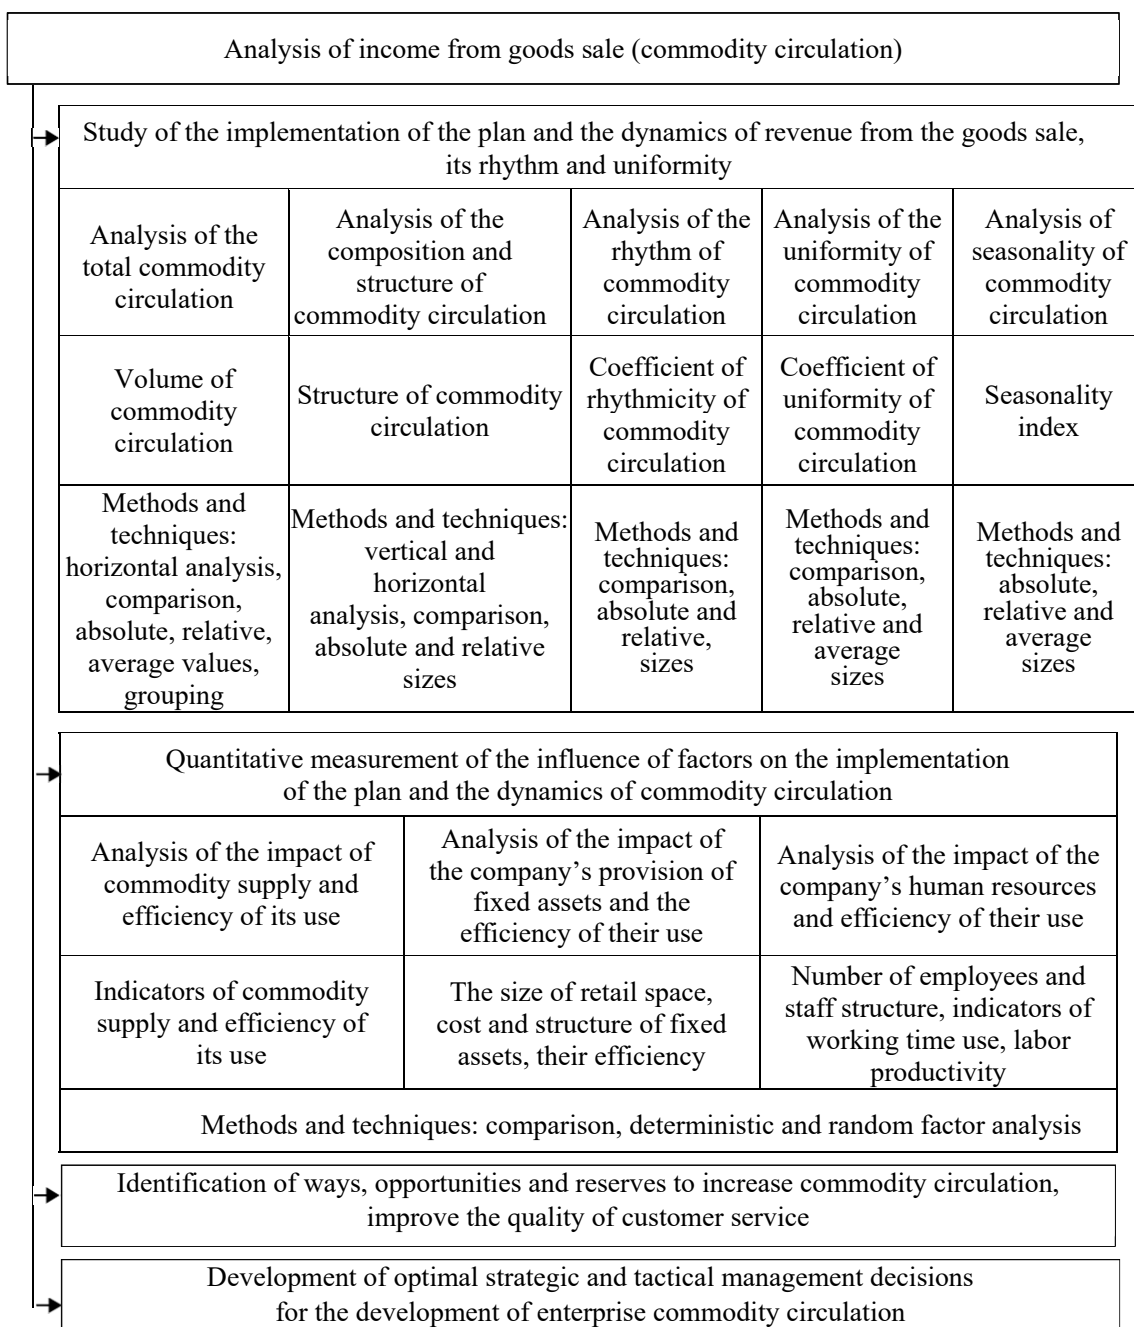 Analysis of income from goods sale (commodity circulation)
Study of the implementation of the plan and the dynamics of revenue from the goods sale,
its rhythm and uniformity
Analysis of the
total commodity
circulation
Analysis of the
composition and
structure of
commodity circulation
Analysis of the
rhythm of
commodity
circulation
Analysis of the
uniformity of
commodity
circulation
Analysis of
seasonality of
commodity
circulation
Volume of
commodity
circulation
Structure of commodity
circulation
Coefficient of
rhythmicity of
commodity
circulation
Coefficient of
uniformity of
commodity
circulation
Seasonality
index
Methods and
techniques:
horizontal analysis,
comparison,
absolute, relative,
average values,
grouping
Methods and techniques:
vertical and
horizontal
analysis, comparison,
absolute and relative
sizes
Methods and
techniques:
comparison,
absolute and
relative,
sizes
Methods and
techniques:
comparison,
absolute,
relative and
average
sizes
Methods and
techniques:
absolute,
relative and
average
sizes
Quantitative measurement of the influence of factors on the implementation
of the plan and the dynamics of commodity circulation
Analysis of the impact of
commodity supply and
efficiency of its use
Analysis of the impact of
the company’s provision of
fixed assets and the
efficiency of their use
Analysis of the impact of the
company’s human resources
and efficiency of their use
Indicators of commodity
supply and efficiency of
its use
The size of retail space,
cost and structure of fixed
assets, their efficiency
Number of employees and
staff structure, indicators of
working time use, labor
productivity
Methods and techniques: comparison, deterministic and random factor analysis
Identification of ways, opportunities and reserves to increase commodity circulation,
improve the quality of customer service
Development of optimal strategic and tactical management decisions
for the development of enterprise commodity circulation